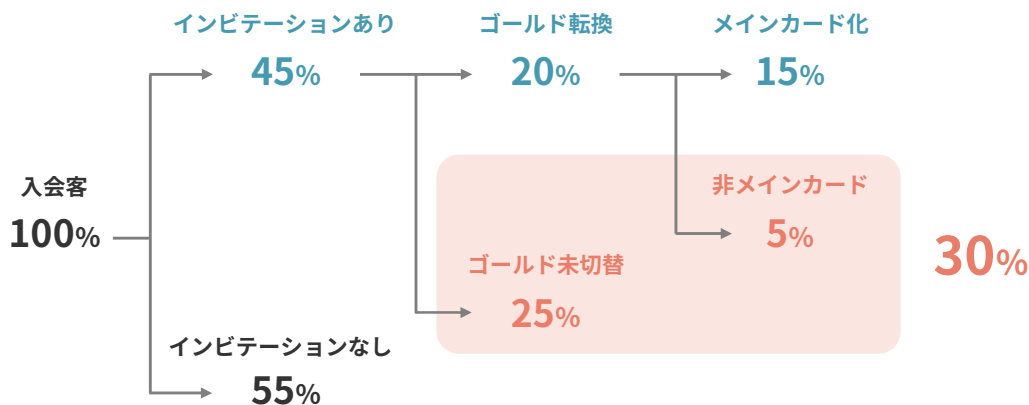 インビテーションあり
45%
ゴールド転換
20%
メインカード化
15%
入会客
100%
非メインカード
5%
ゴールド未切替
25%
30%
インビテーションなし
55%